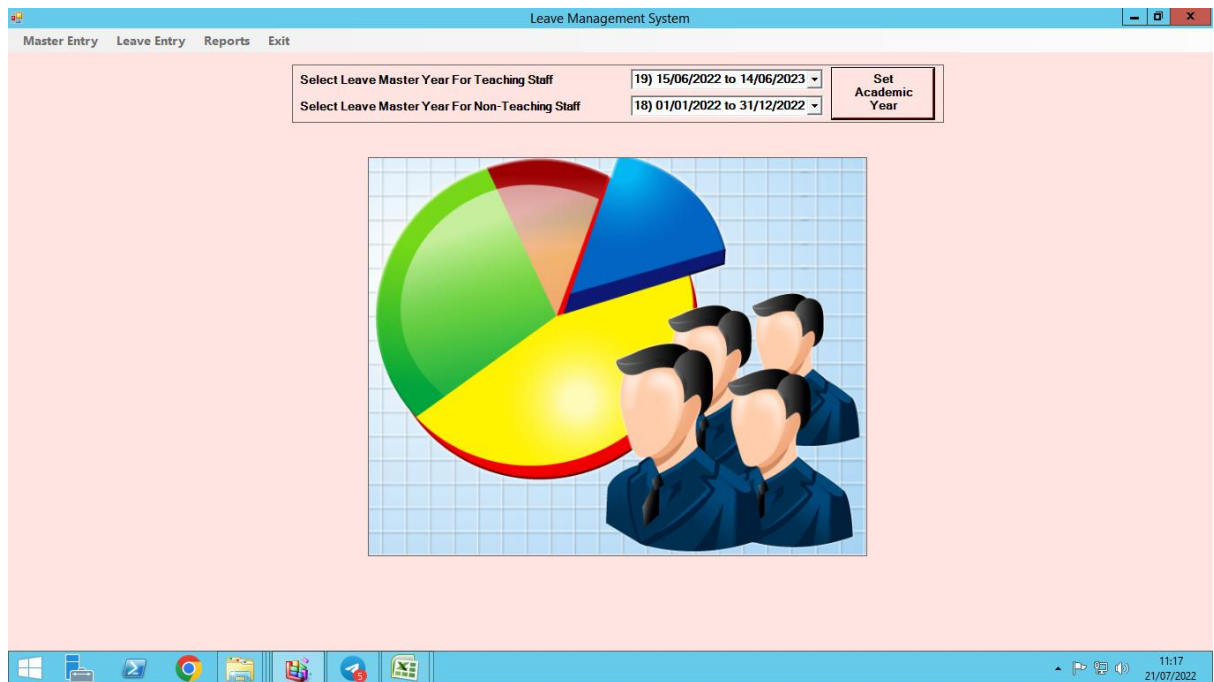 Leave Management System
Master Entry Leave Entry Reports Exit
Select Leave Master Year For Teaching Staff 19) 15/06/2022 to 14/06/2023
Select Leave Master Year For Non-Teaching Staff 18) 01/01/2022 to 31/12/2022
Set
Academic
Year
5
11:17
21/07/2022